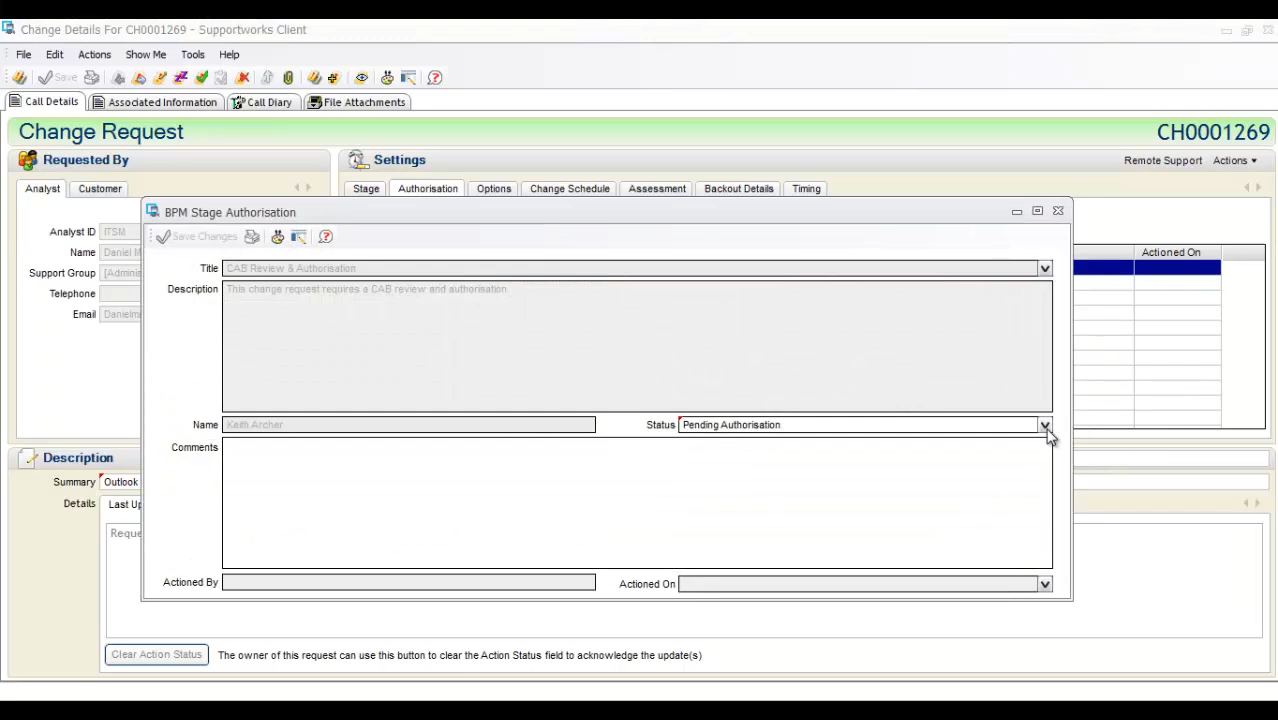 Change Details For CH0001269 - Supportworks Client
File Edit Actions Show Me Tools Help
Save
Call Details Associated Information Call Diary File Attachments
Change Request CH0001269
Requested By Settings Remote Support Actions
Analyst Customer Stage Authorisation Options Change Schedule Assessment Backout Details Timing
BPM Stage Authorisation
Analyst ID ITSM
Save Changes
Name Daniel M
Actioned On
Title CAB Review & Authorisation
Support Group [Adminis
Description This change request requires a CAB review and authorisation.
Telephone
Email Danielm
Name Keith Archer Status Pending Authorisation
Comments
Description
Summary Outlook
Details Last Up
Reque
Actioned By Actioned On
Clear Action Status The owner of this request can use this button to clear the Action Status field to acknowledge the update(s)